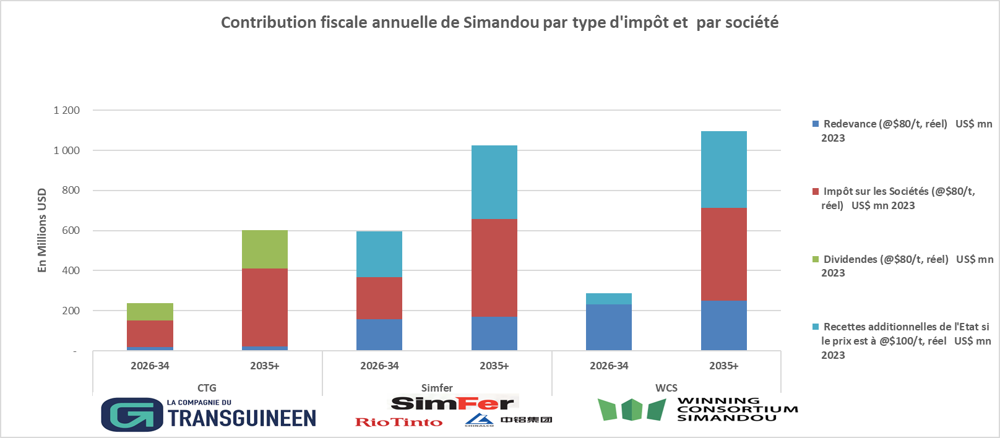 Contribution fiscale annuelle de Simandou par type d'impôt et  par société
En Millions USD
1 200
1 000
800
600
400
200
-
2026-34
2035+
2026-34
2035+
2026-34
2035+
CTG
Simfer
WCS
Redevance (@$80/t, réel)   US$ mn
2023
Impôt sur les Sociétés (@$80/t,
réel)   US$ mn 2023
Dividendes (@$80/t, réel)   US$ mn
2023
Recettes additionnelles de l'Etat si
le prix est à @$100/t, réel   US$ mn
2023
LA COMPAGNIE DU
TRANSGUINEEN
SimFer
RioTinto
CHINALCO
中铝集团
WINNING
CONSORTIUM
SIMANDOU